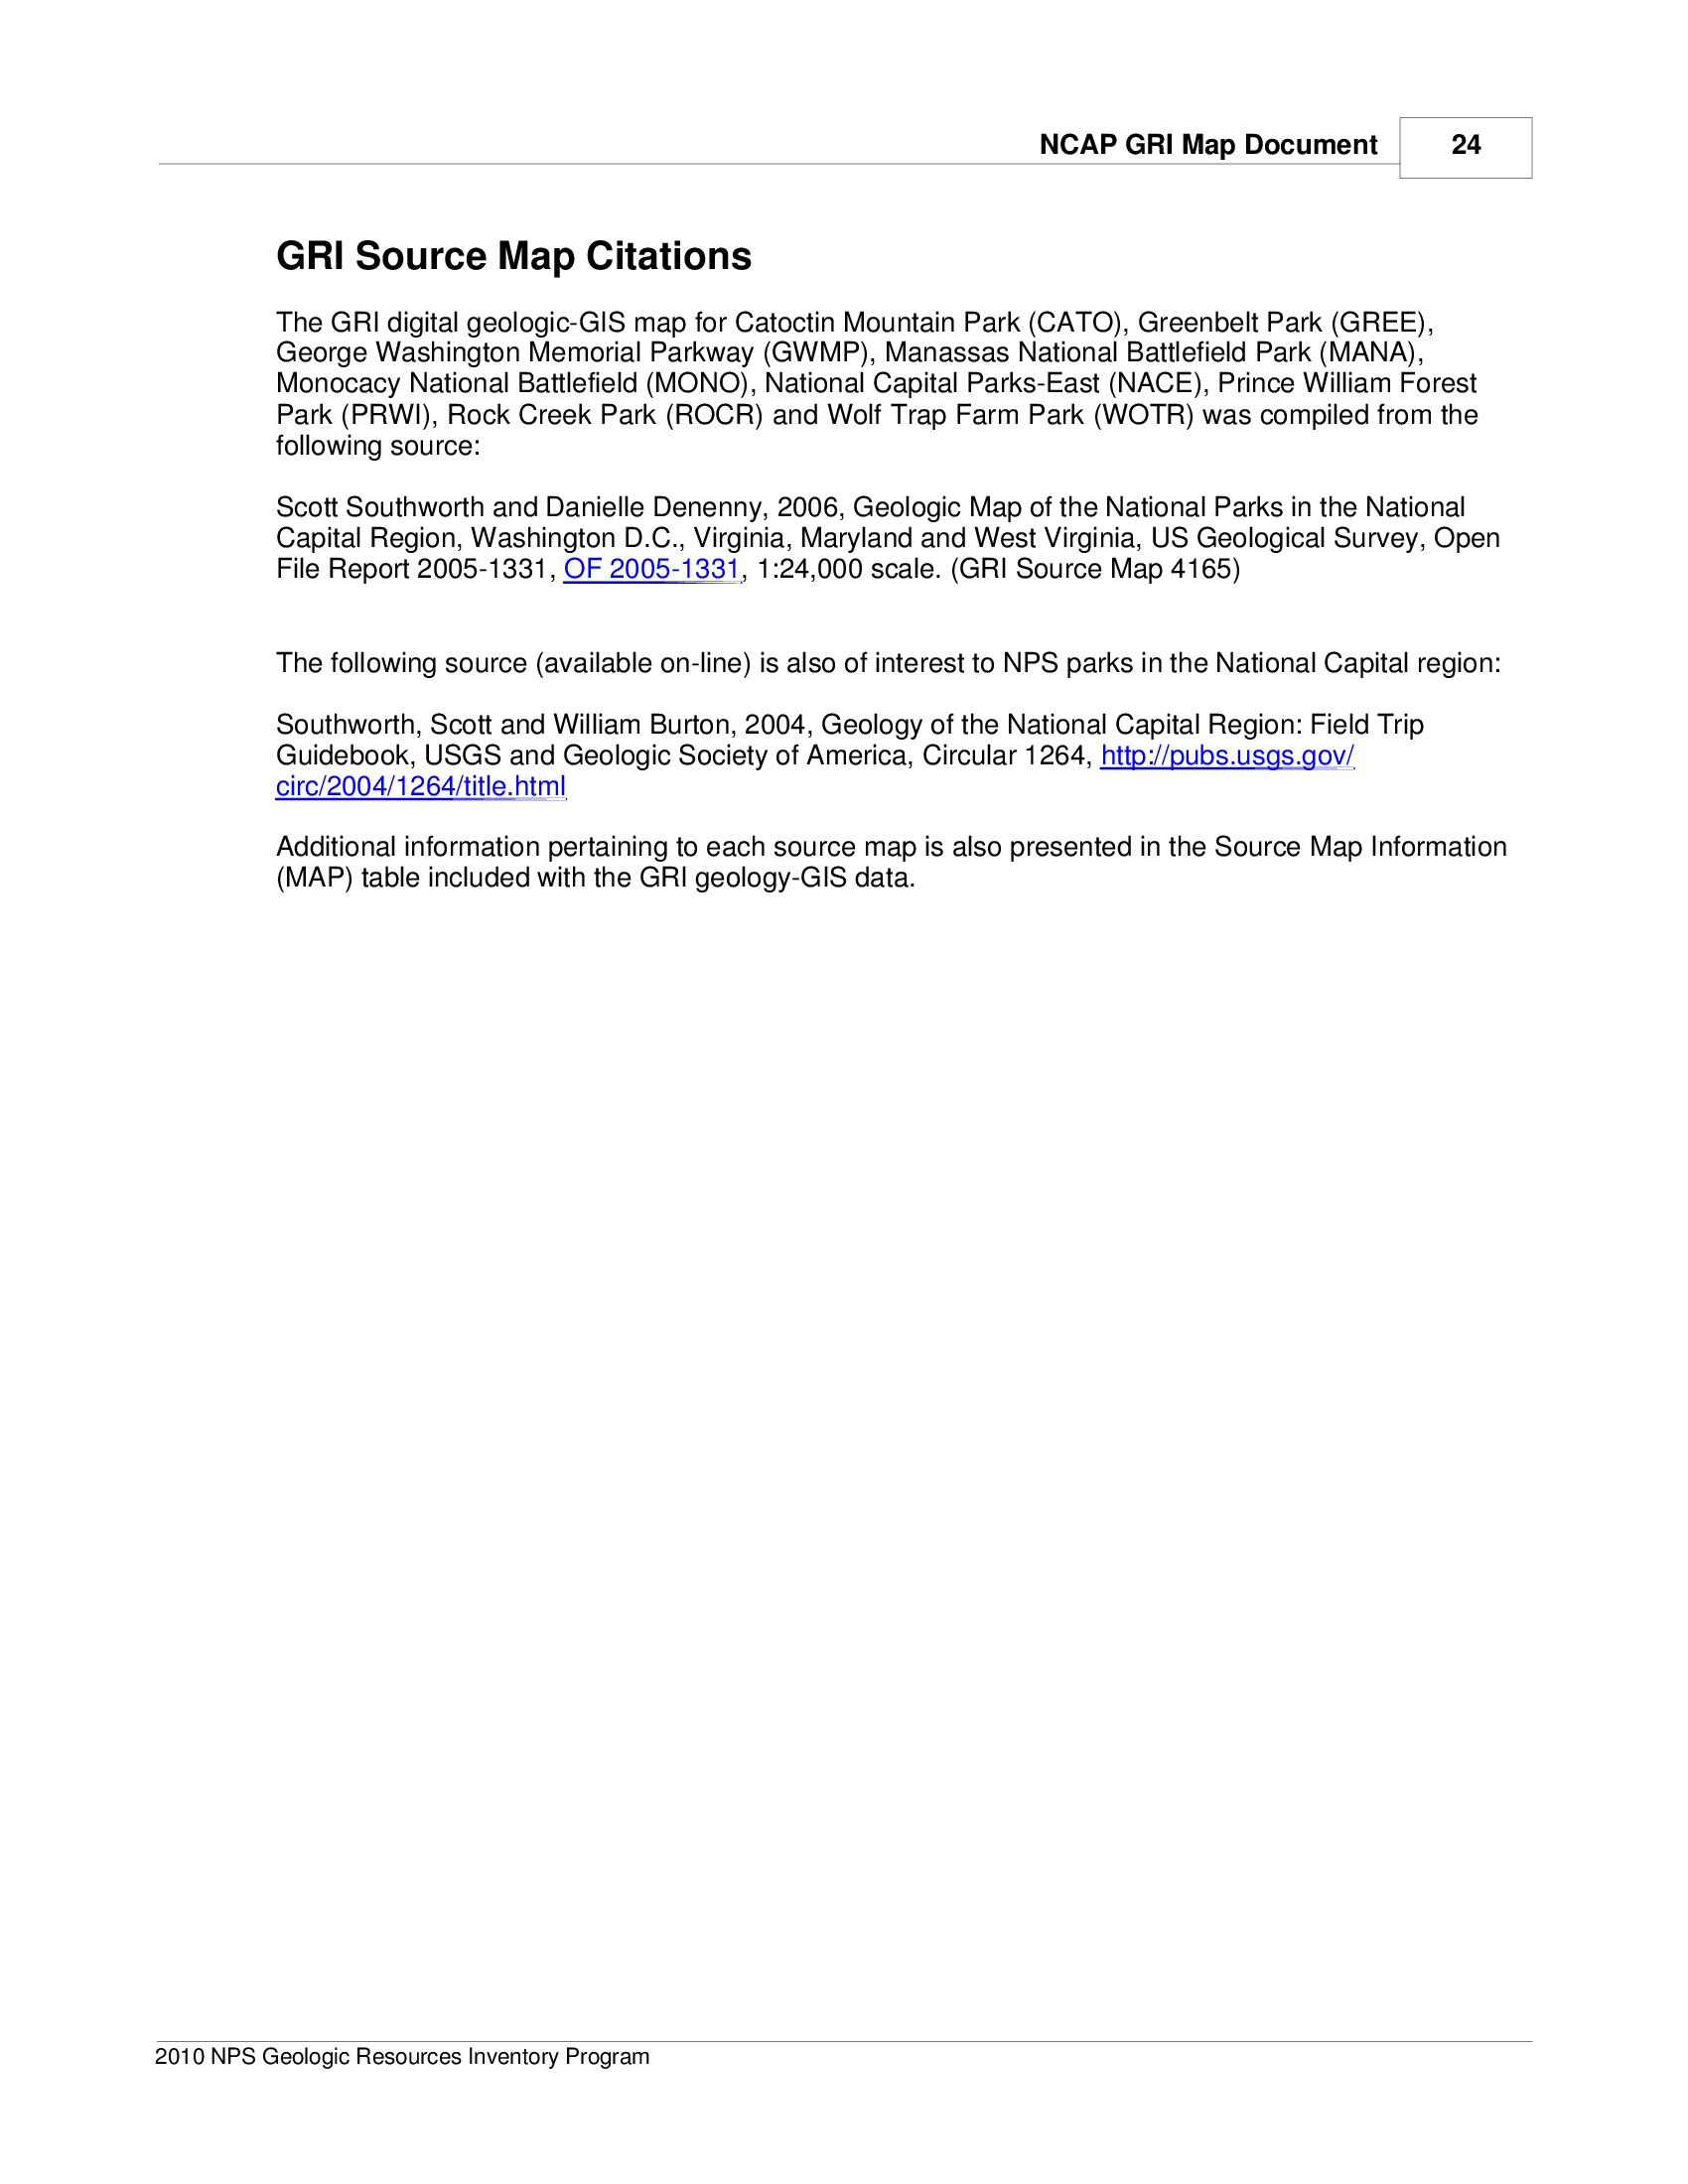 NCAP GRI Map Document 24
GRI Source Map Citations
The GRI digital geologic-GIS map for Catoctin Mountain Park (CATO), Greenbelt Park (GREE),
George Washington Memorial Parkway (GWMP), Manassas National Battlefield Park (MANA),
Monocacy National Battlefield (MONO), National Capital Parks-East (NACE), Prince William Forest
Park (PRWI), Rock Creek Park (ROCR) and Wolf Trap Farm Park (WOTR) was compiled from the
following source:
Scott Southworth and Danielle Denenny, 2006, Geologic Map of the National Parks in the National
Capital Region, Washington D.C., Virginia, Maryland and West Virginia, US Geological Survey, Open
File Report 2005-1331, OF 2005-1331, 1:24,000 scale. (GRI Source Map 4165)
The following source (available on-line) is also of interest to NPS parks in the National Capital region:
Southworth, Scott and William Burton, 2004, Geology of the National Capital Region: Field Trip
Guidebook, USGS and Geologic Society of America, Circular 1264, http://pubs.usgs.gov/
circ/2004/1264/title.html
Additional information pertaining to each source map is also presented in the Source Map Information
(MAP) table included with the GRI geology-GIS data.
2010 NPS Geologic Resources Inventory Program